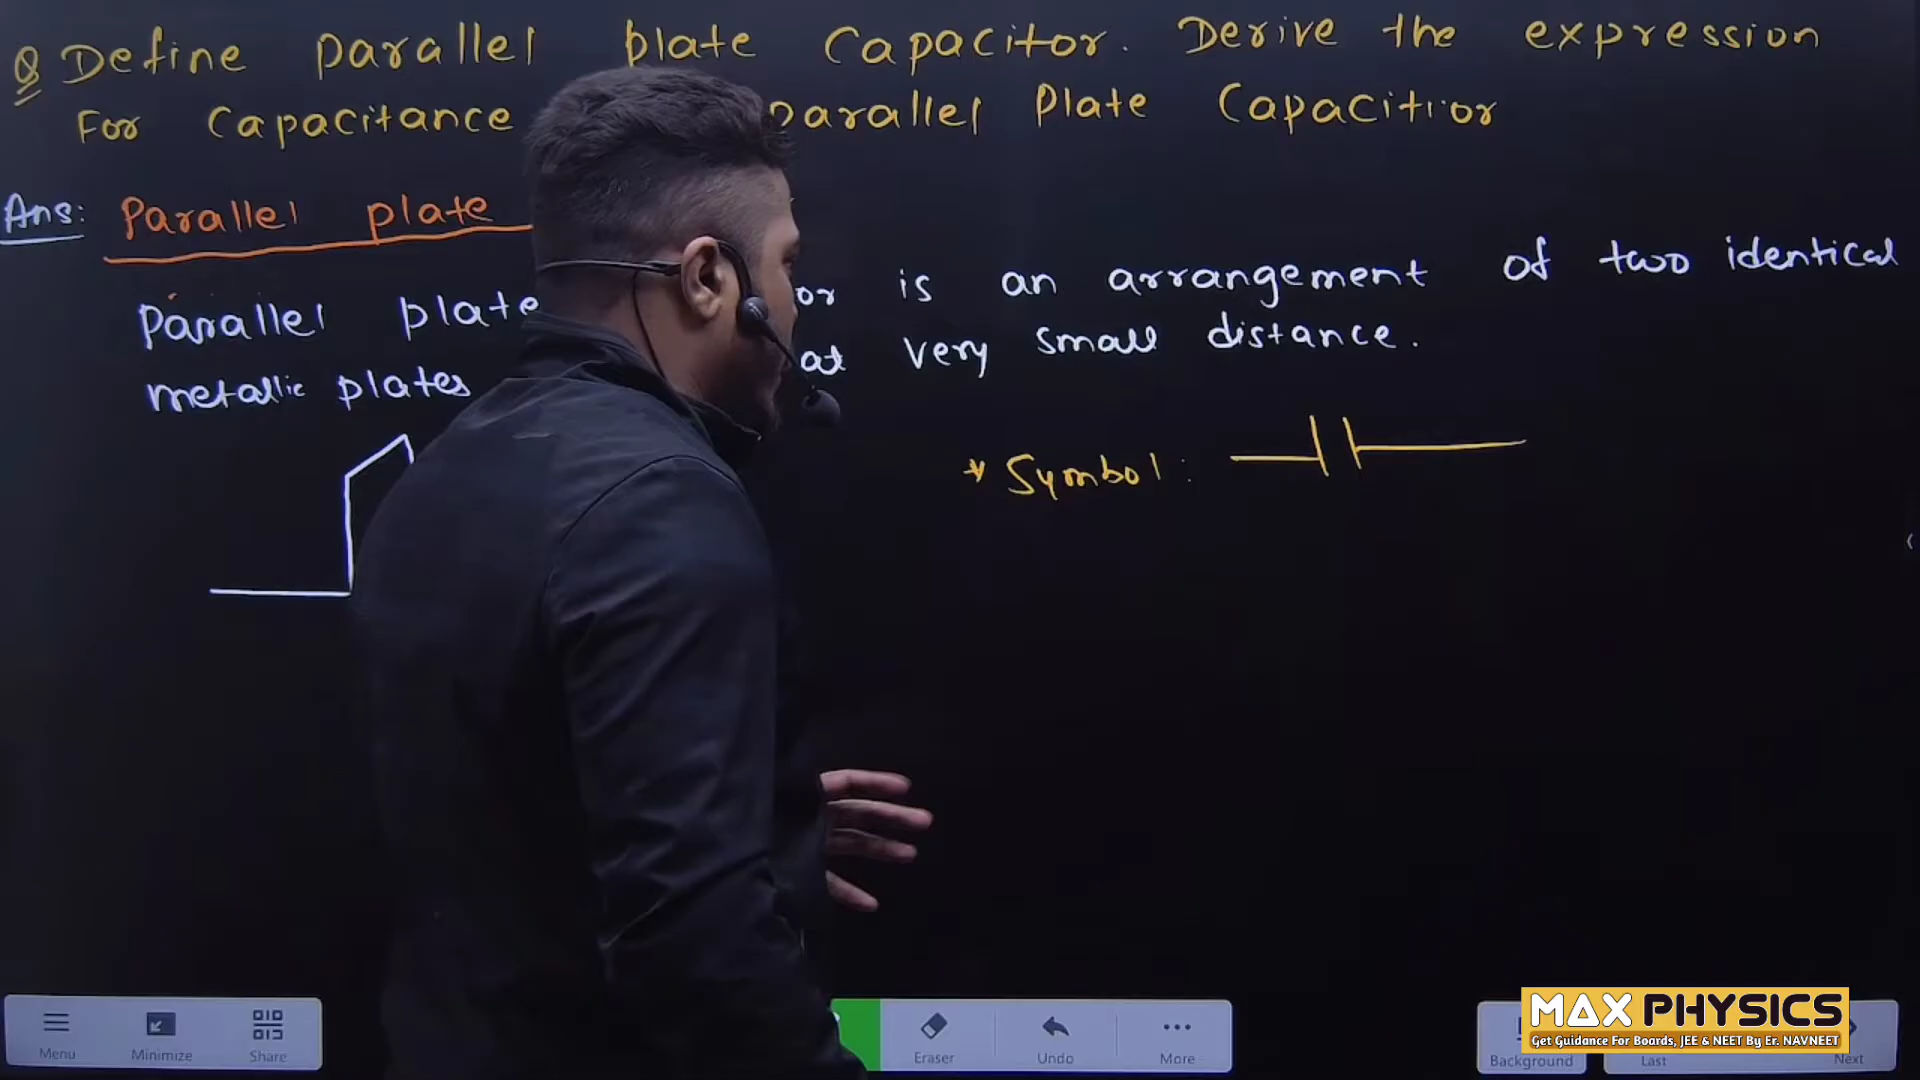 Q Define parallel plate Capacitor. Derive the expression
For Capacitance parallel Plate Capacitior
Ans: Parallel plate
Parallel plate or is an arrangement of two identical
metallic plates at very small distance.
* Symbol:
Menu
Minimize
Share
Eraser
Undo
More
Background
Last
Next
MAX PHYSICS
Get Guidance For Boards, JEE & NEET By Er. NAVNEET